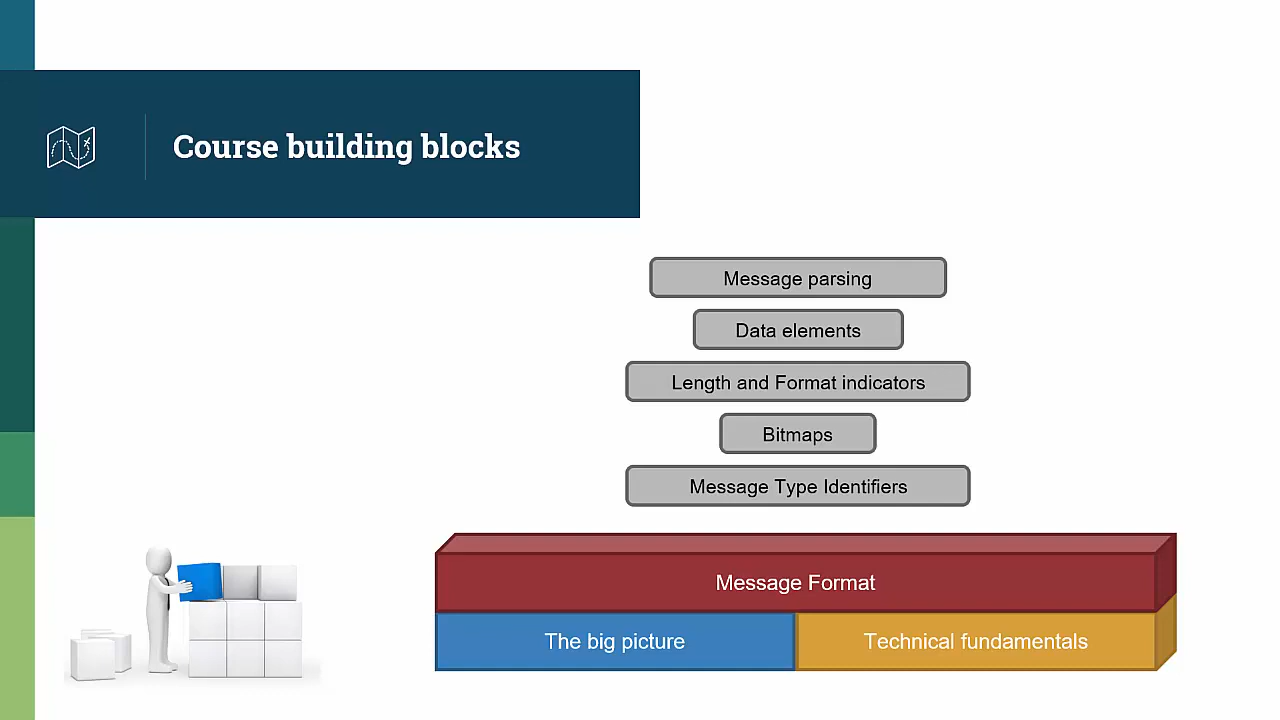 Course building blocks
Message parsing
Data elements
Length and Format indicators
Bitmaps
Message Type Identifiers
Message Format
The big picture
Technical fundamentals